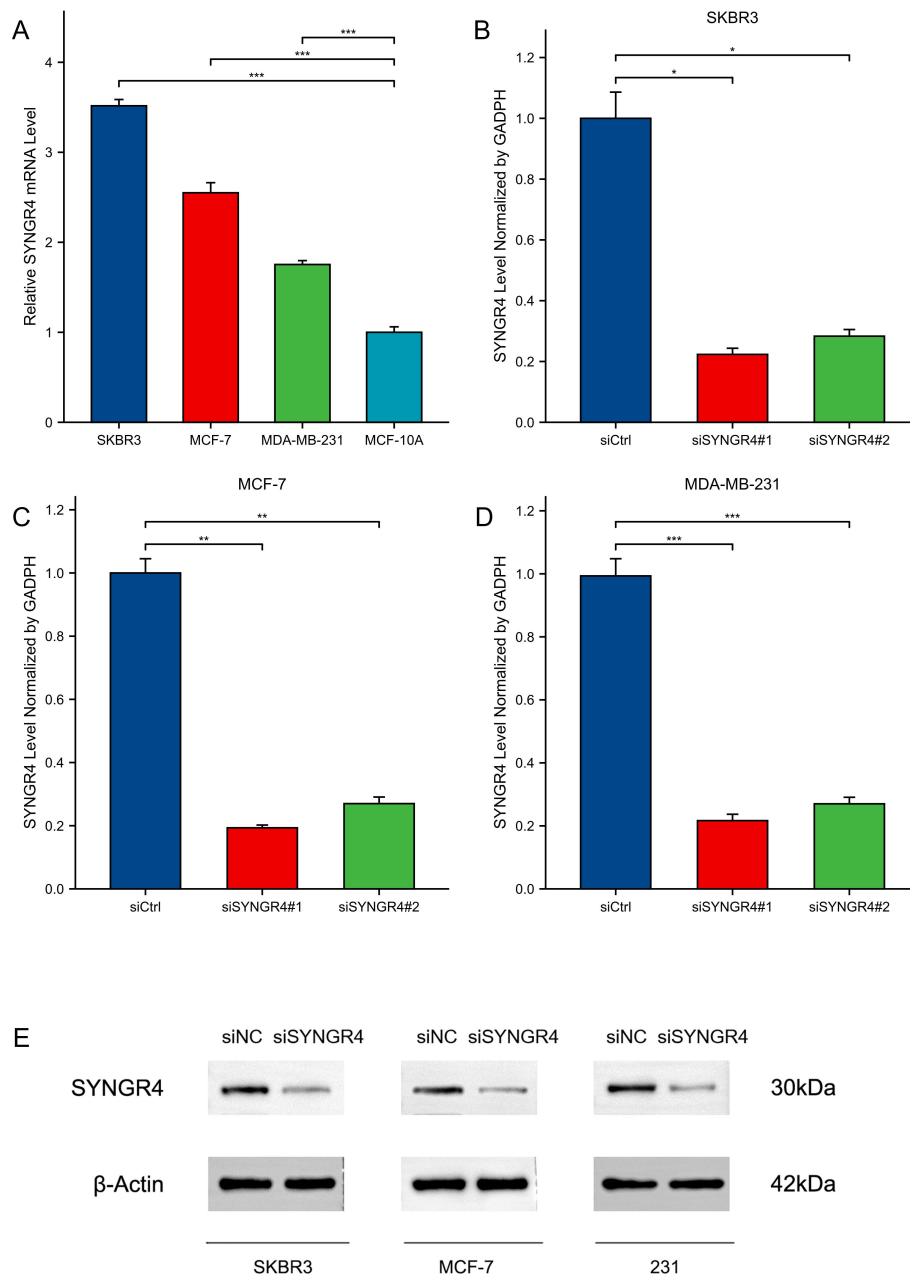 A
Relative SYNGR4 mRNA Level
4
3
2
1
0
***
***
***
SKBR3 MCF-7 MDA-MB-231 MCF-10A
B
SKBR3
SYNGR4 Level Normalized by GADPH
1.2
1.0
0.8
0.6
0.4
0.2
0.0
*
*
siCtrl siSYNGR4#1 siSYNGR4#2
C
MCF-7
SYNGR4 Level Normalized by GADPH
1.2
1.0
0.8
0.6
0.4
0.2
0.0
**
**
siCtrl siSYNGR4#1 siSYNGR4#2
D
MDA-MB-231
SYNGR4 Level Normalized by GADPH
1.2
1.0
0.8
0.6
0.4
0.2
0.0
***
***
siCtrl siSYNGR4#1 siSYNGR4#2
E
siNC siSYNGR4 siNC siSYNGR4 siNC siSYNGR4
SYNGR4 30kDa
β-Actin 42kDa
SKBR3 MCF-7 231